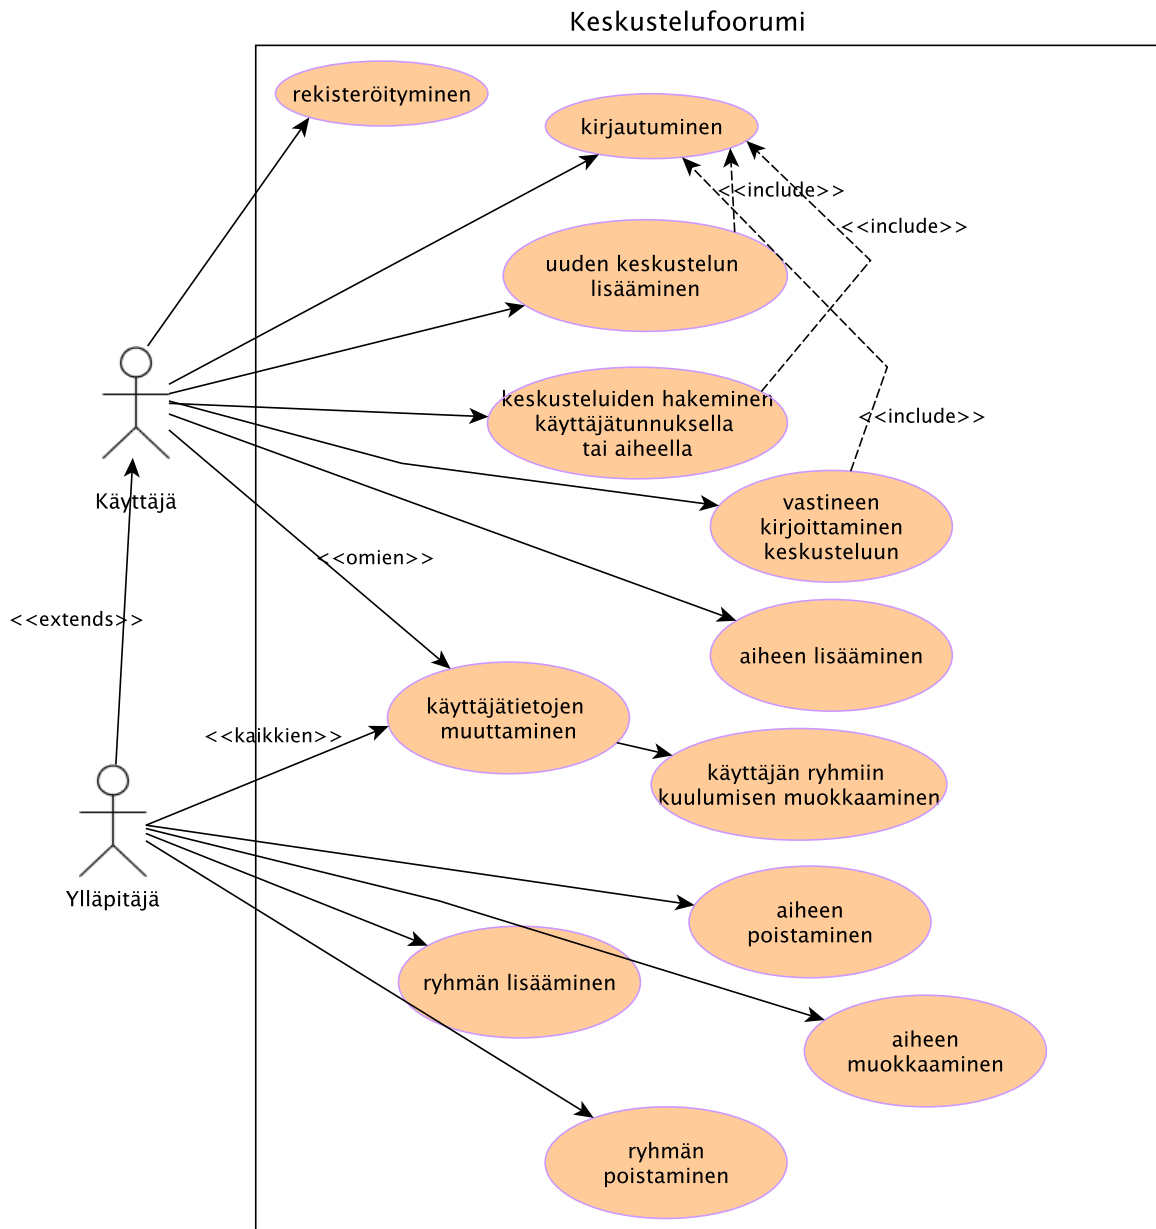 Keskustelufoorumi
rekisteröityminen
kirjautuminen
<<include>>
<<include>>
uuden keskustelun
lisääminen
keskusteluiden hakeminen
käyttäjätunnuksella
tai aiheella
<<include>>
Käyttäjä
vastineen
kirjoittaminen
keskusteluun
<<omien>>
<<extends>>
aiheen lisääminen
käyttäjätietojen
muuttaminen
<<kaikkien>>
käyttäjän ryhmiin
kuulumisen muokkaaminen
Ylläpitäjä
aiheen
poistaminen
ryhmän lisääminen
aiheen
muokkaaminen
ryhmän
poistaminen